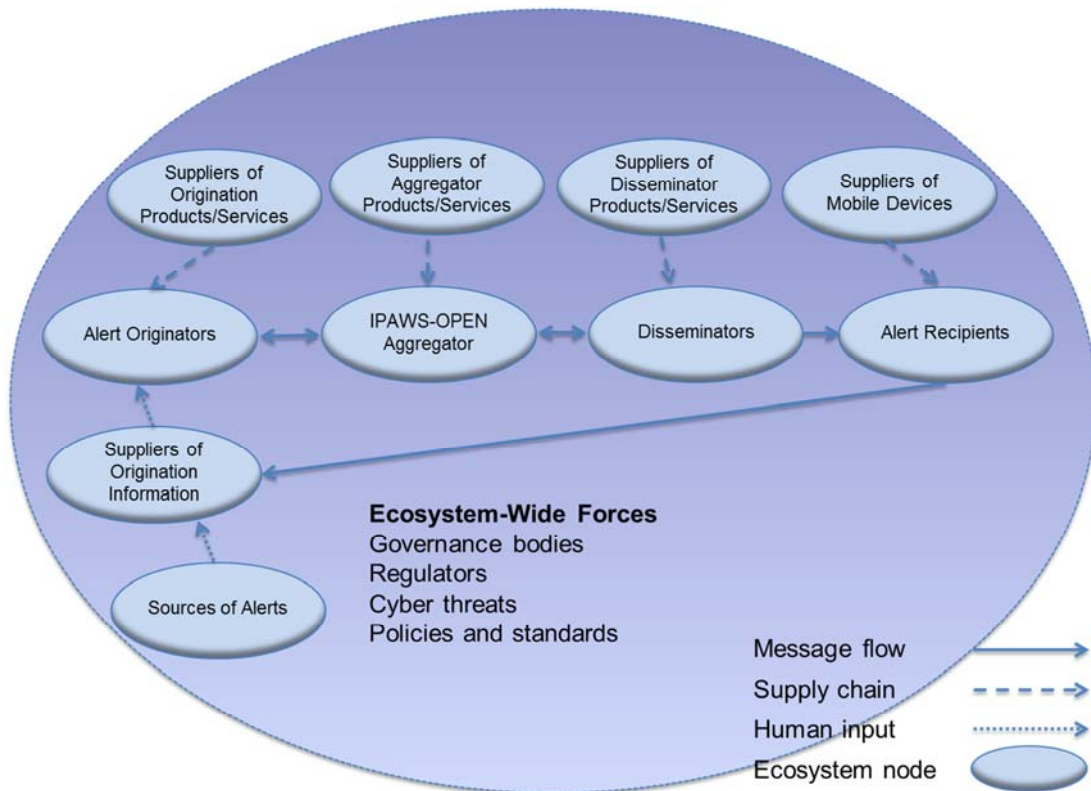 Suppliers of
Origination
Products/Services
Suppliers of
Aggregator
Products/Services
Suppliers of
Disseminator
Products/Services
Suppliers of
Mobile Devices
Alert Originators
IPAWS-OPEN
Aggregator
Disseminators
Alert Recipients
Suppliers of
Origination
Information
Sources of Alerts
Ecosystem-Wide Forces
Governance bodies
Regulators
Cyber threats
Policies and standards
Message flow
Supply chain
Human input
Ecosystem node